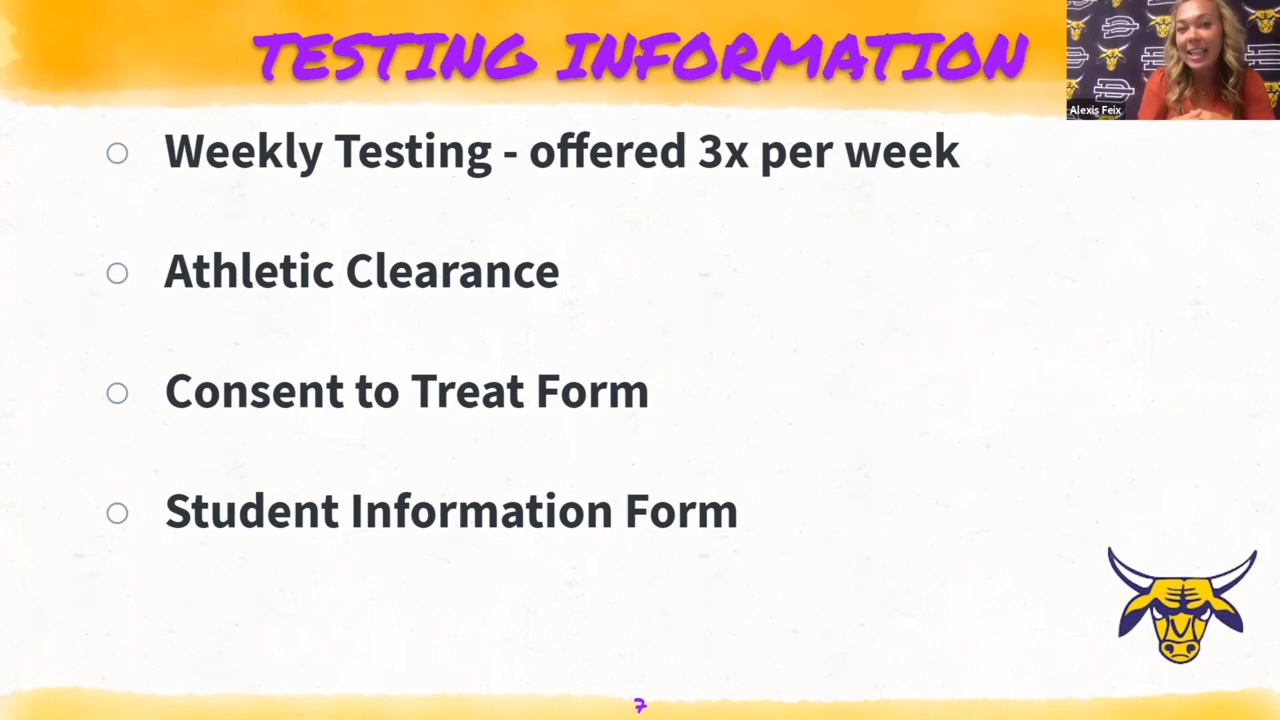 TESTING INFORMATION
Alexis Feix
Weekly Testing - offered 3x per week
Athletic Clearance
Consent to Treat Form
Student Information Form
7